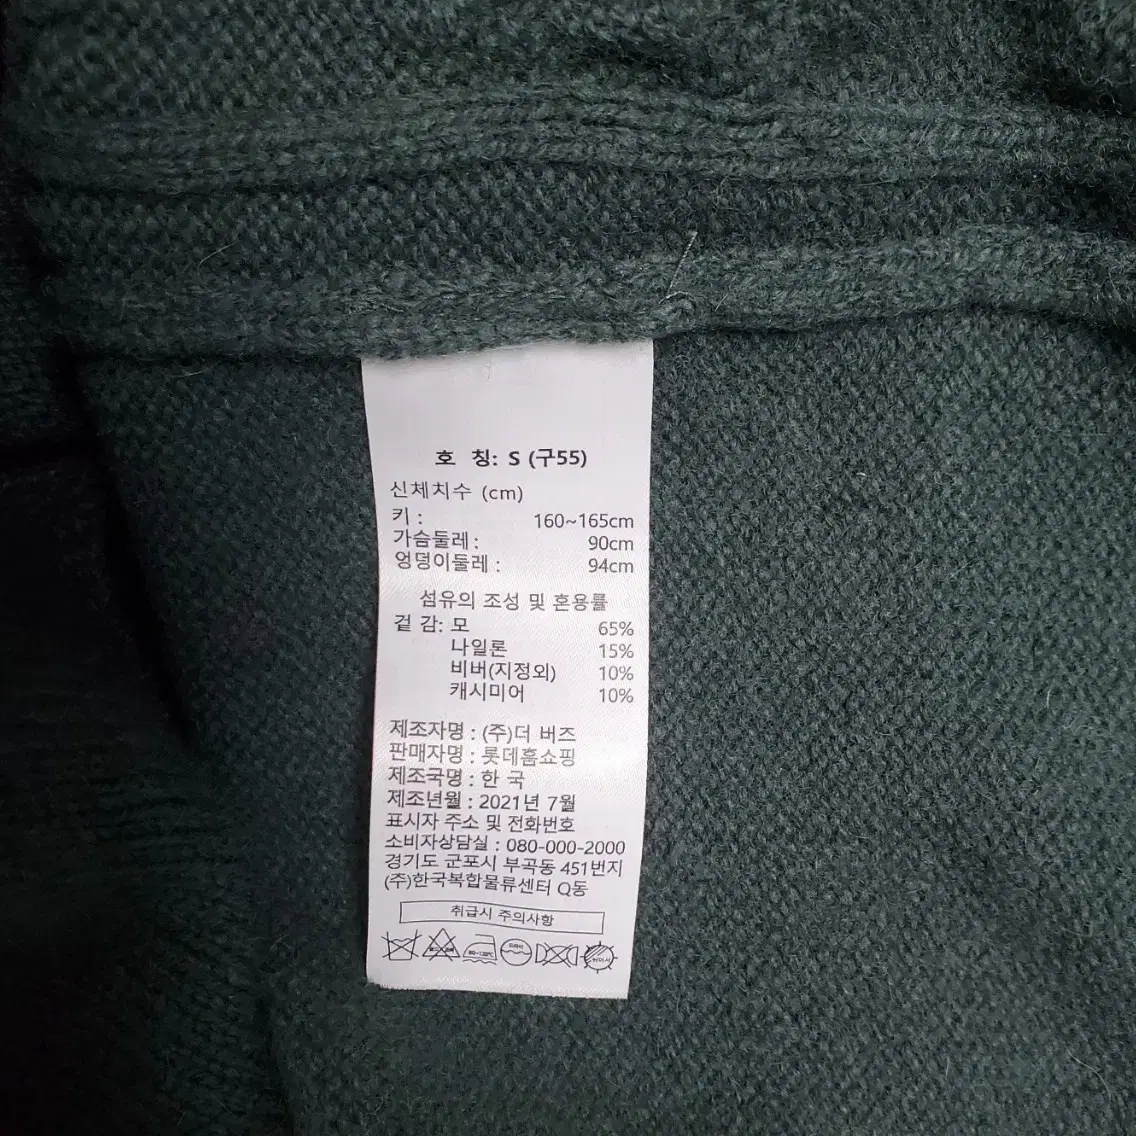 호 칭: S (구55)
신체치수 (cm)
키 : 160~165cm
가슴둘레 : 90cm
엉덩이둘레 : 94cm
섬유의 조성 및 혼용률
겉 감: 모 65%
나일론 15%
비버(지정외) 10%
캐시미어 10%
제조자명 : (주)더 버즈
판매자명 : 롯데홈쇼핑
제조국명 : 한 국
제조년월 : 2021년 7월
표시자 주소 및 전화번호
소비자상담실 : 080-000-2000
경기도 군포시 부곡동 451번지
(주)한국복합물류센터 Q동
취급시 주의사항